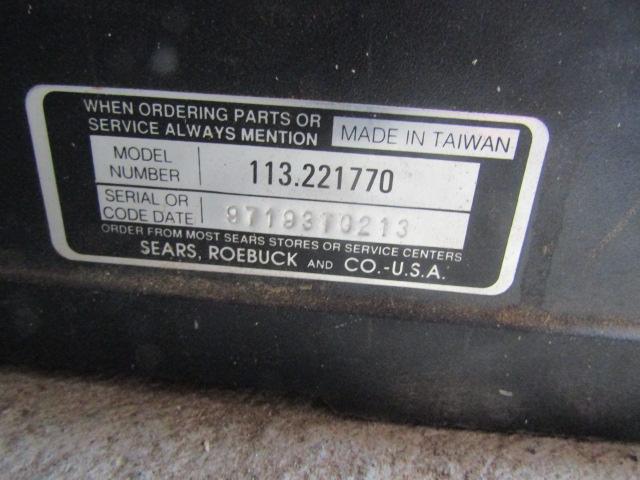 WHEN ORDERING PARTS OR
SERVICE ALWAYS MENTION
MADE IN TAIWAN
MODEL
NUMBER
113.221770
SERIAL OR
CODE DATE
9719370213
ORDER FROM MOST SEARS STORES OR SERVICE CENTERS
SEARS, ROEBUCK AND CO.-U.S.A.